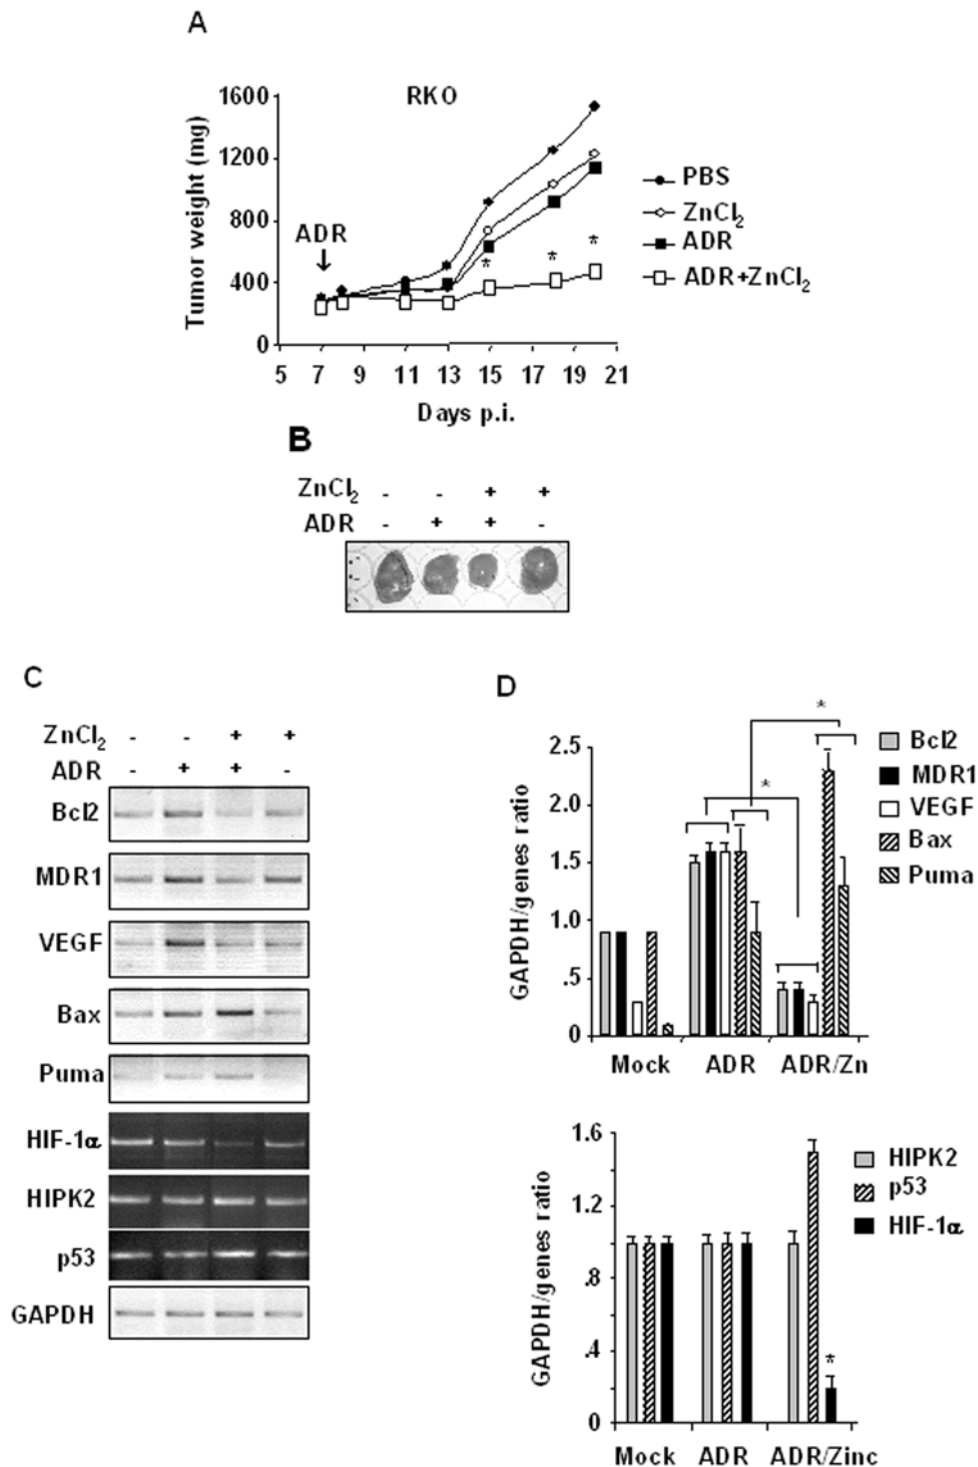 A
RKO
Tumor weight (mg)
1600
1200
800
400
0
ADR
*
*
*
5 7 9 11 13 15 17 19 21
Days p.i.
PBS
ZnCl2
ADR
ADR+ZnCl2
B
ZnCl2 - - + +
ADR - + + -
C
ZnCl2 - - + +
ADR - + + -
Bcl2
MDR1
VEGF
Bax
Puma
HIF-1α
HIPK2
p53
GAPDH
D
GAPDH/genes ratio
2.5
2.0
1.5
1.0
.5
0
*
*
Mock ADR ADR/Zn
Bcl2
MDR1
VEGF
Bax
Puma
GAPDH/genes ratio
1.6
1.2
.8
.4
0
*
Mock ADR ADR/Zinc
HIPK2
p53
HIF-1α